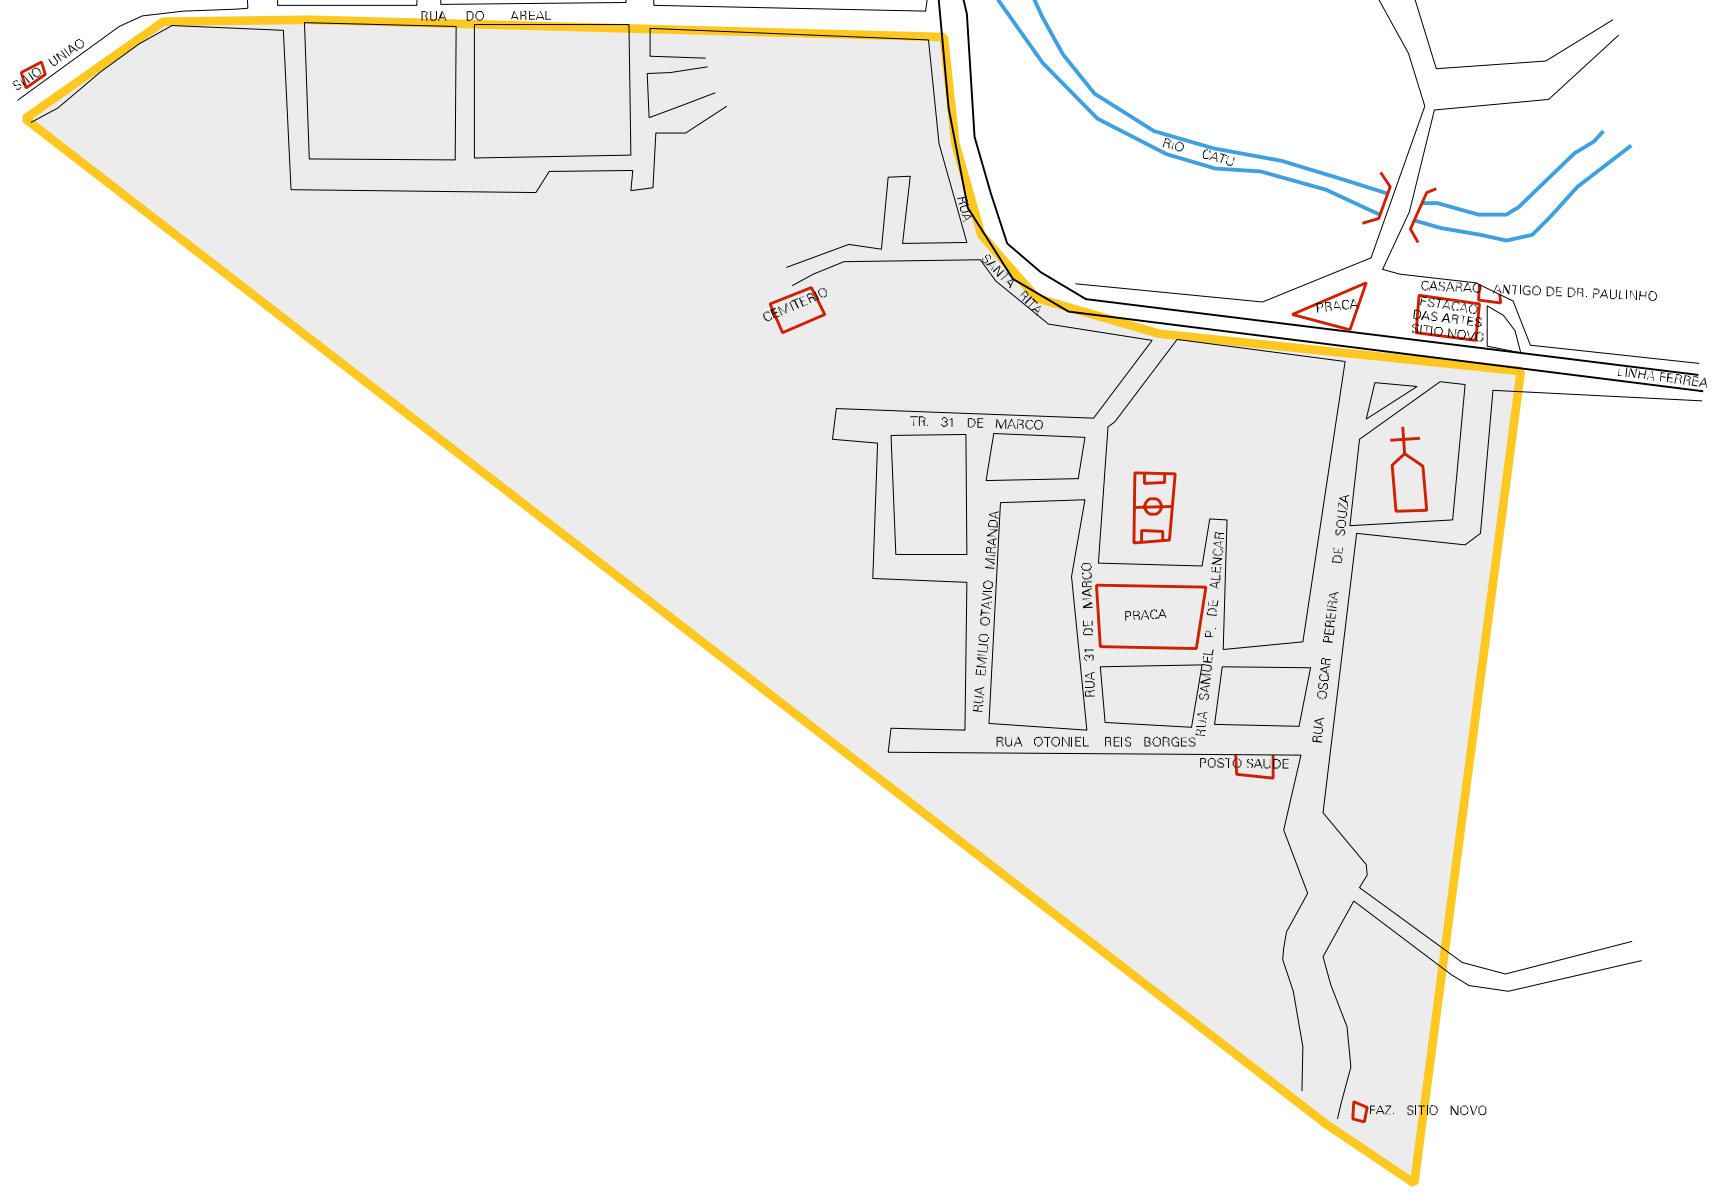 RUA DO AREAL
SITIO UNIAO
RIO CATU
RUA SANTA RITA
CEMITERIO
PRACA
CASARAO ANTIGO DE DR. PAULINHO
ESTACAO
DAS ARTES
SITIO NOVO
LINHA FERREA
TR. 31 DE MARCO
RUA EMILIO OTAVIO MIRANDA
RUA 31 DE MARCO
PRACA
RUA SAMUEL P. DE ALENCAR
RUA OSCAR PEREIRA DE SOUZA
RUA OTONIEL REIS BORGES
POSTO SAUDE
FAZ. SITIO NOVO